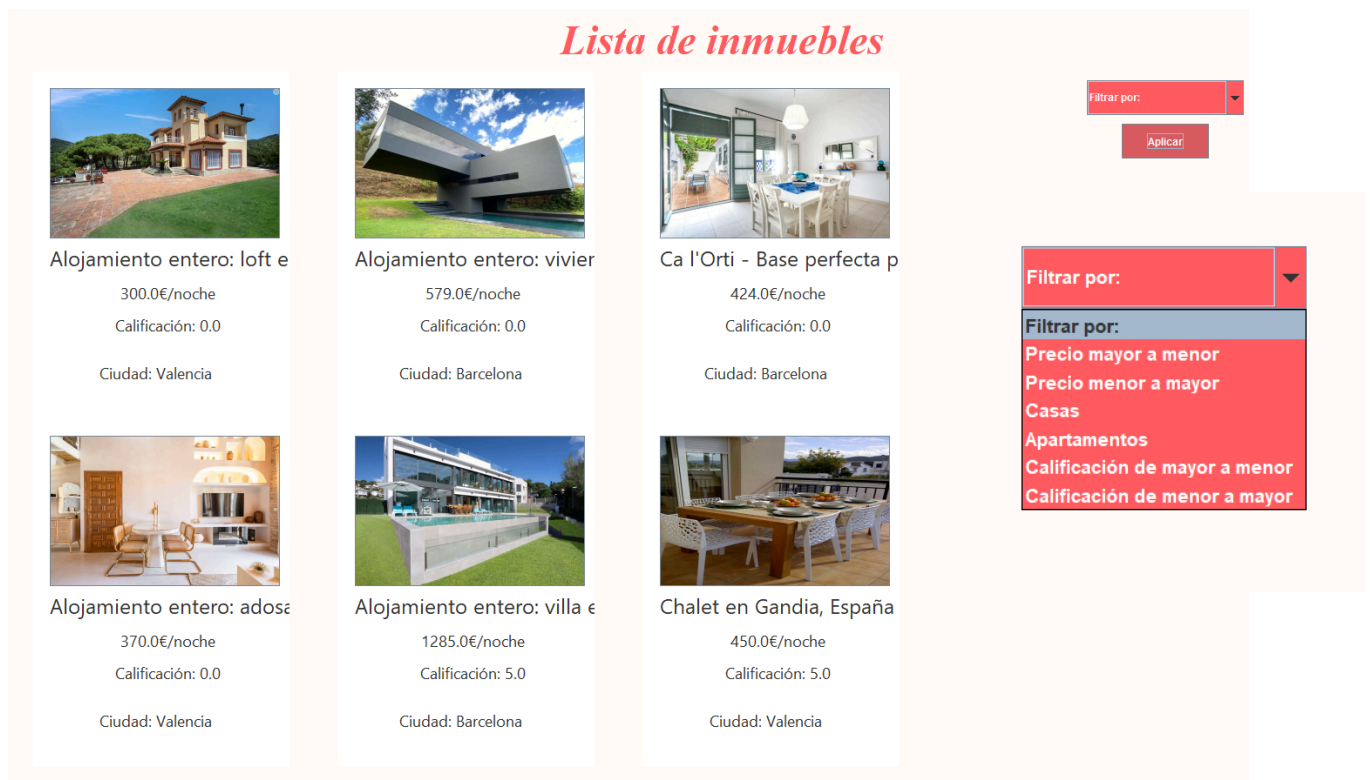 Lista de inmuebles
Filtrar por:
Aplicar
Alojamiento entero: loft e
300.0€/noche
Calificación: 0.0
Ciudad: Valencia
Alojamiento entero: vivier
579.0€/noche
Calificación: 0.0
Ciudad: Barcelona
Ca l'Orti - Base perfecta p
424.0€/noche
Calificación: 0.0
Ciudad: Barcelona
Filtrar por:
Filtrar por:
Precio mayor a menor
Precio menor a mayor
Casas
Apartamentos
Calificación de mayor a menor
Calificación de menor a mayor
Alojamiento entero: adosa
370.0€/noche
Calificación: 0.0
Ciudad: Valencia
Alojamiento entero: villa e
1285.0€/noche
Calificación: 5.0
Ciudad: Barcelona
Chalet en Gandia, España
450.0€/noche
Calificación: 5.0
Ciudad: Valencia